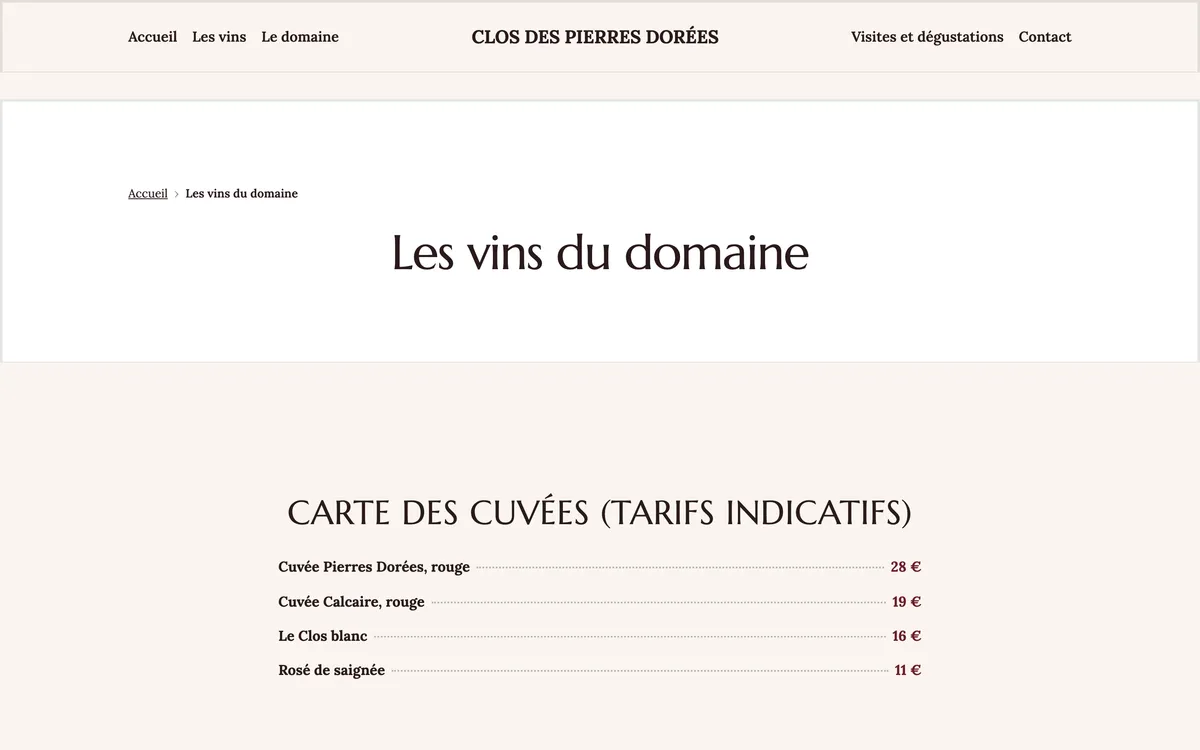 Accueil Les vins Le domaine CLOS DES PIERRES DORÉES Visites et dégustations Contact
Accueil › Les vins du domaine
Les vins du domaine
CARTE DES CUVÉES (TARIFS INDICATIFS)
Cuvée Pierres Dorées, rouge 28 €
Cuvée Calcaire, rouge 19 €
Le Clos blanc 16 €
Rosé de saignée 11 €